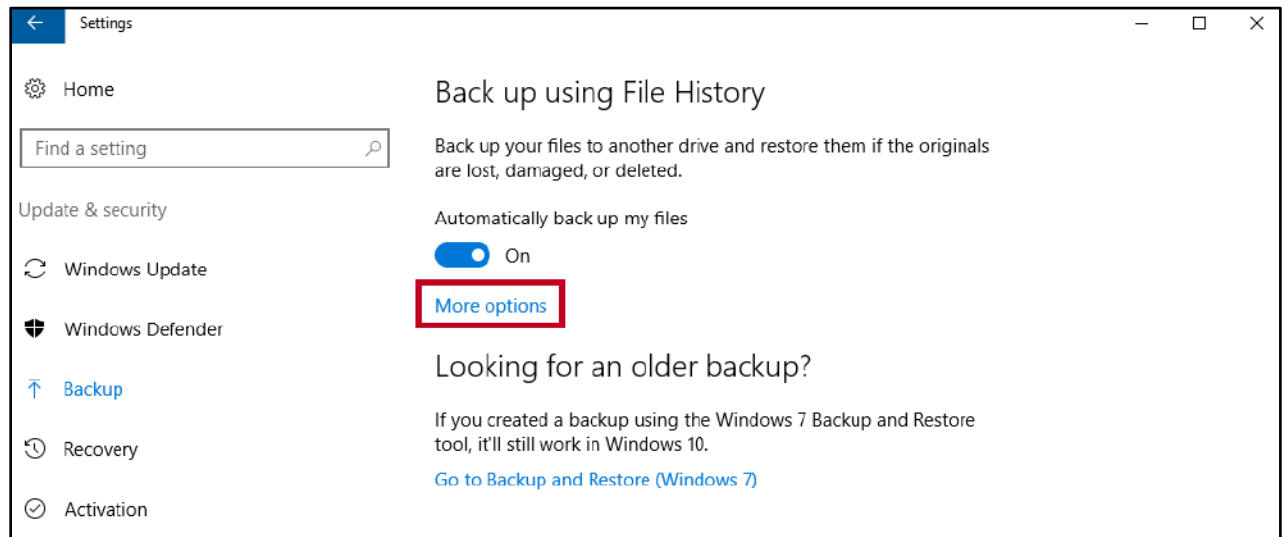 Settings
Home
Find a setting
Update & security
Windows Update
Windows Defender
Backup
Recovery
Activation
Back up using File History
Back up your files to another drive and restore them if the originals
are lost, damaged, or deleted.
Automatically back up my files
On
More options
Looking for an older backup?
If you created a backup using the Windows 7 Backup and Restore
tool, it'll still work in Windows 10.
Go to Backup and Restore (Windows 7)